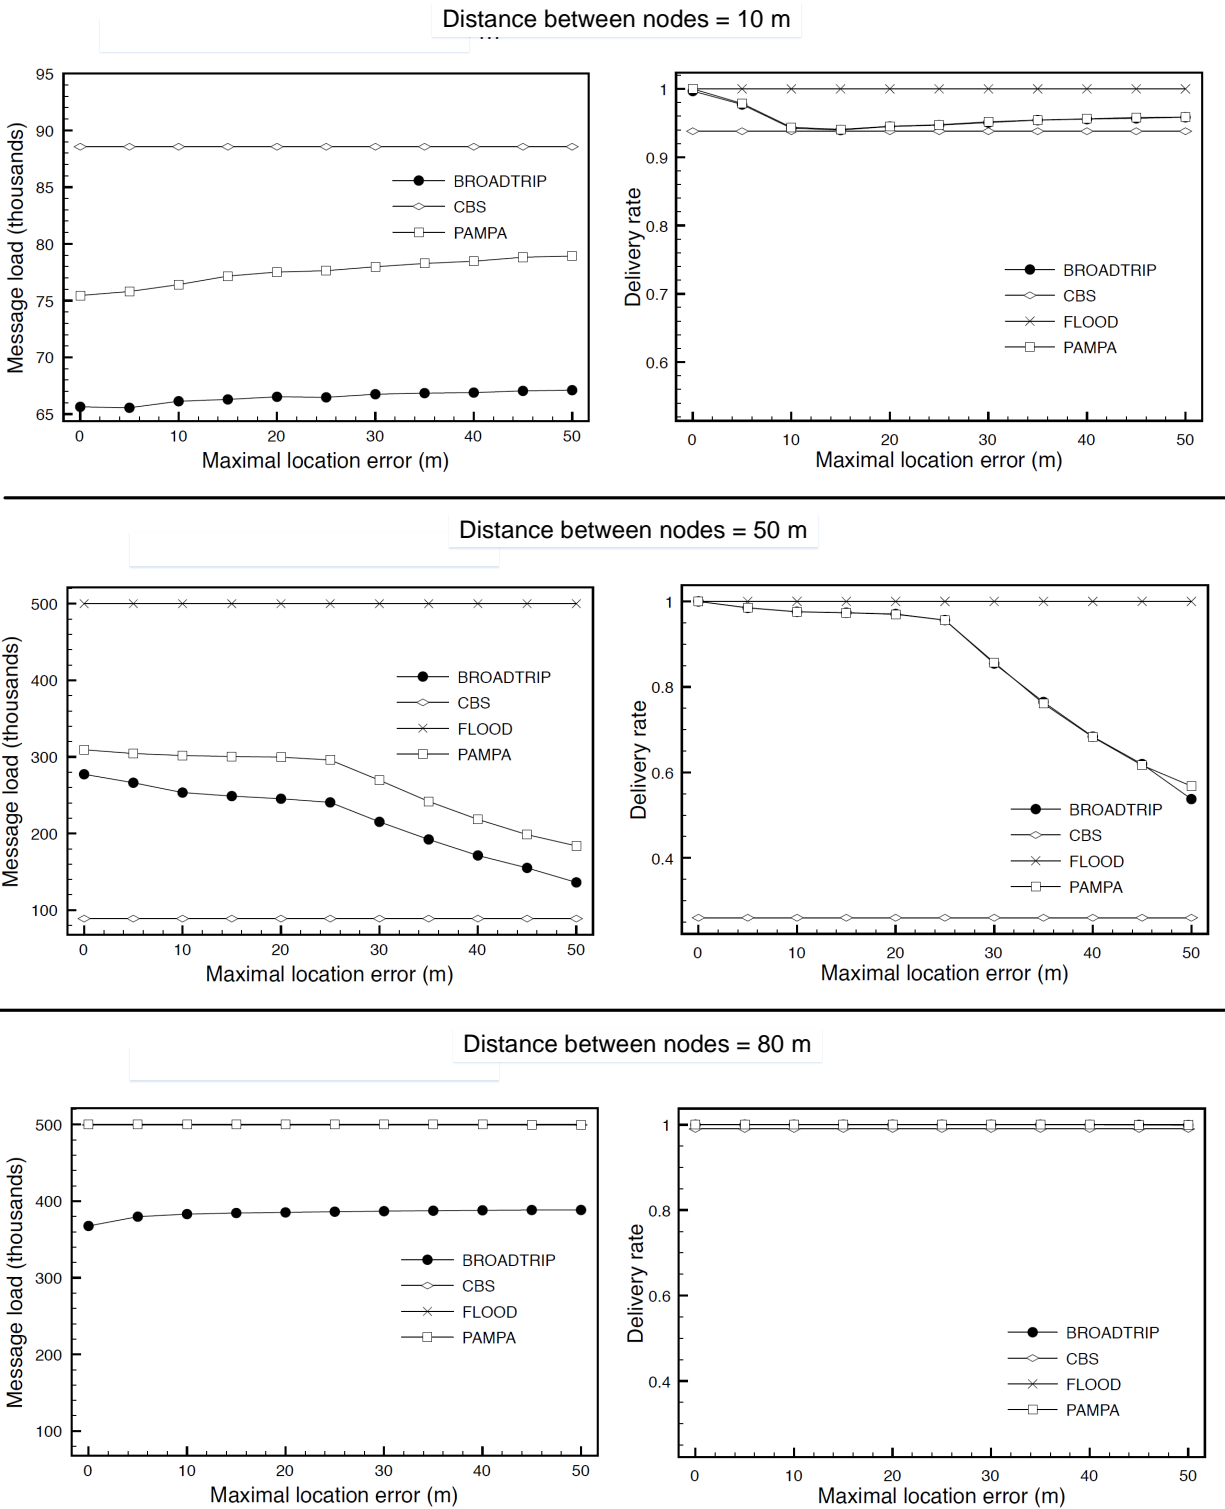 Distance between nodes = 10 m
95
90
85
80
75
70
65
Message load (thousands)
BROADTRIP
CBS
PAMPA
0 10 20 30 40 50
Maximal location error (m)
1
0.9
0.8
0.7
0.6
Delivery rate
BROADTRIP
CBS
FLOOD
PAMPA
0 10 20 30 40 50
Maximal location error (m)
Distance between nodes = 50 m
500
400
300
200
100
Message load (thousands)
BROADTRIP
CBS
FLOOD
PAMPA
0 10 20 30 40 50
Maximal location error (m)
1
0.8
0.6
0.4
Delivery rate
BROADTRIP
CBS
FLOOD
PAMPA
0 10 20 30 40 50
Maximal location error (m)
Distance between nodes = 80 m
500
400
300
200
100
Message load (thousands)
BROADTRIP
CBS
FLOOD
PAMPA
0 10 20 30 40 50
Maximal location error (m)
1
0.8
0.6
0.4
Delivery rate
BROADTRIP
CBS
FLOOD
PAMPA
0 10 20 30 40 50
Maximal location error (m)